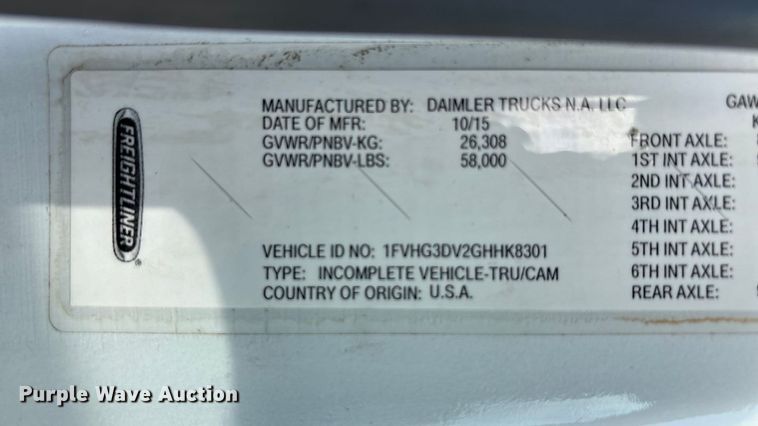 FREIGHTLINER
®
MANUFACTURED BY: DAIMLER TRUCKS N.A. LLC
DATE OF MFR: 10/15
GVWR/PNBV-KG: 26,308
GVWR/PNBV-LBS: 58,000
VEHICLE ID NO: 1FVHG3DV2GHHK8301
TYPE: INCOMPLETE VEHICLE-TRU/CAM
COUNTRY OF ORIGIN: U.S.A.
GAW
FRONT AXLE:
1ST INT AXLE:
2ND INT AXLE:
3RD INT AXLE:
4TH INT AXLE:
5TH INT AXLE:
6TH INT AXLE:
REAR AXLE:
Purple Wave Auction